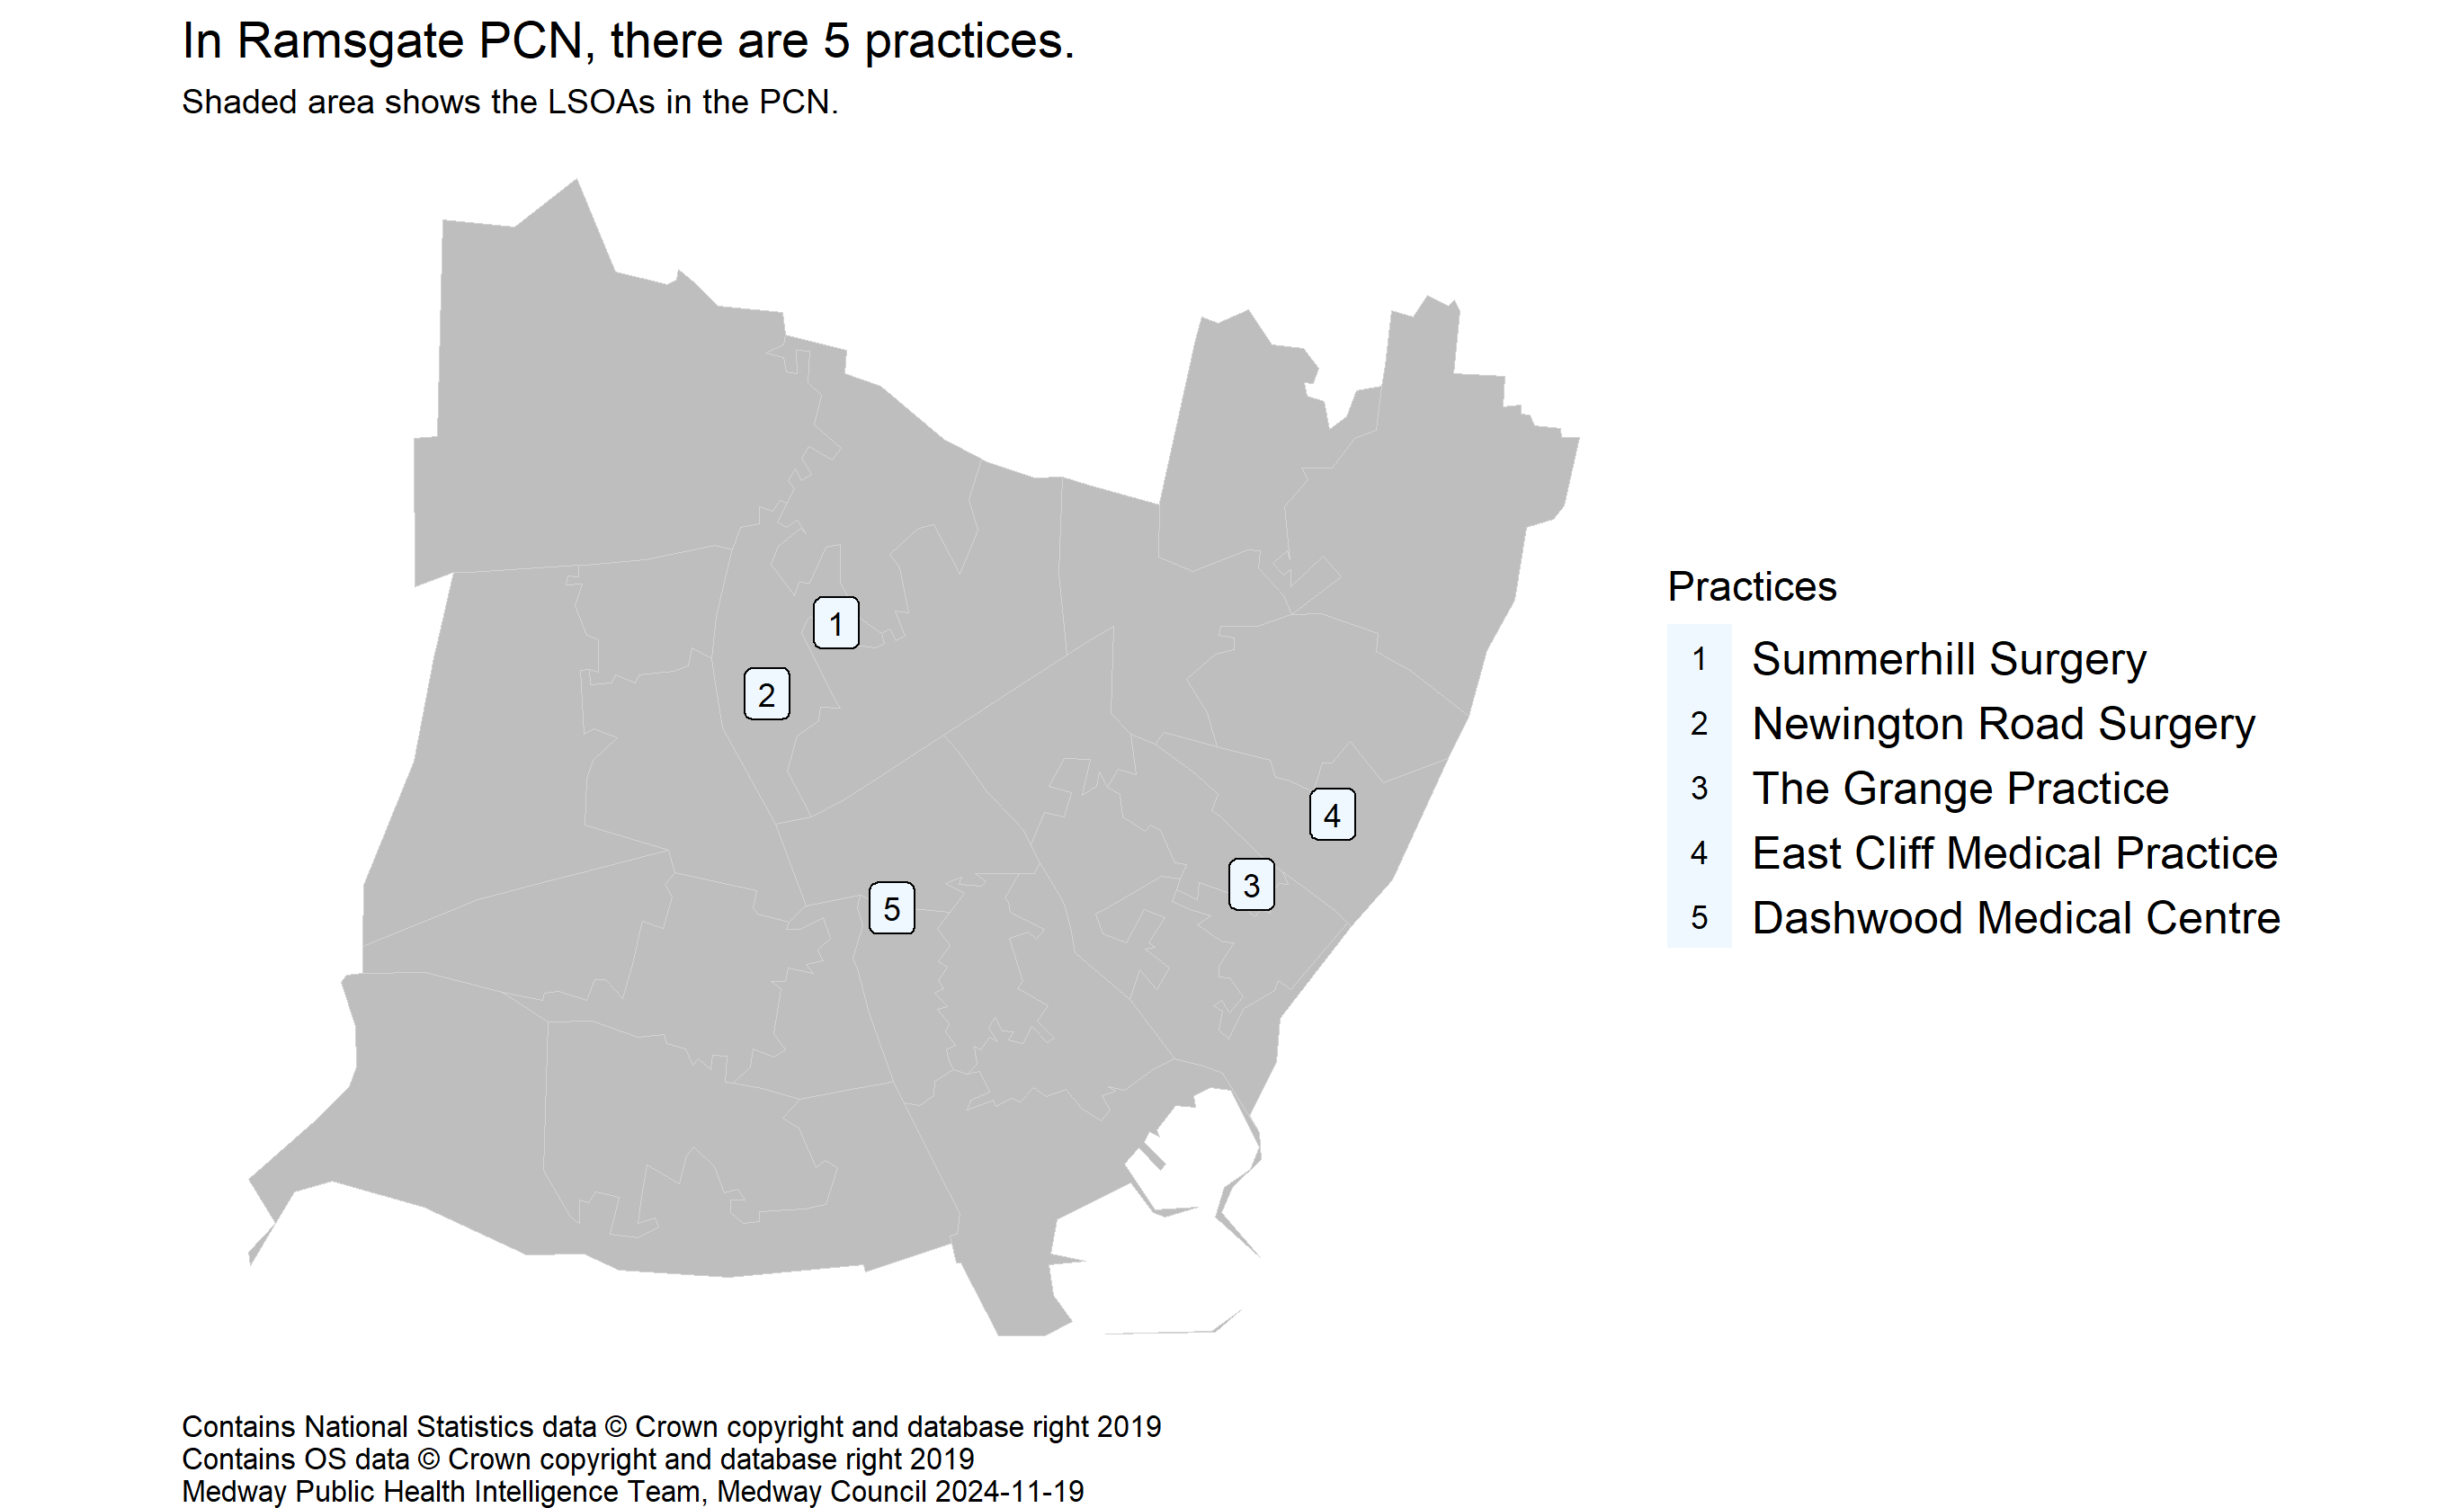 In Ramsgate PCN, there are 5 practices.
Shaded area shows the LSOAs in the PCN.
1
2
4
3
5
Practices
1 Summerhill Surgery
2 Newington Road Surgery
3 The Grange Practice
4 East Cliff Medical Practice
5 Dashwood Medical Centre
Contains National Statistics data © Crown copyright and database right 2019
Contains OS data © Crown copyright and database right 2019
Medway Public Health Intelligence Team, Medway Council 2024-11-19